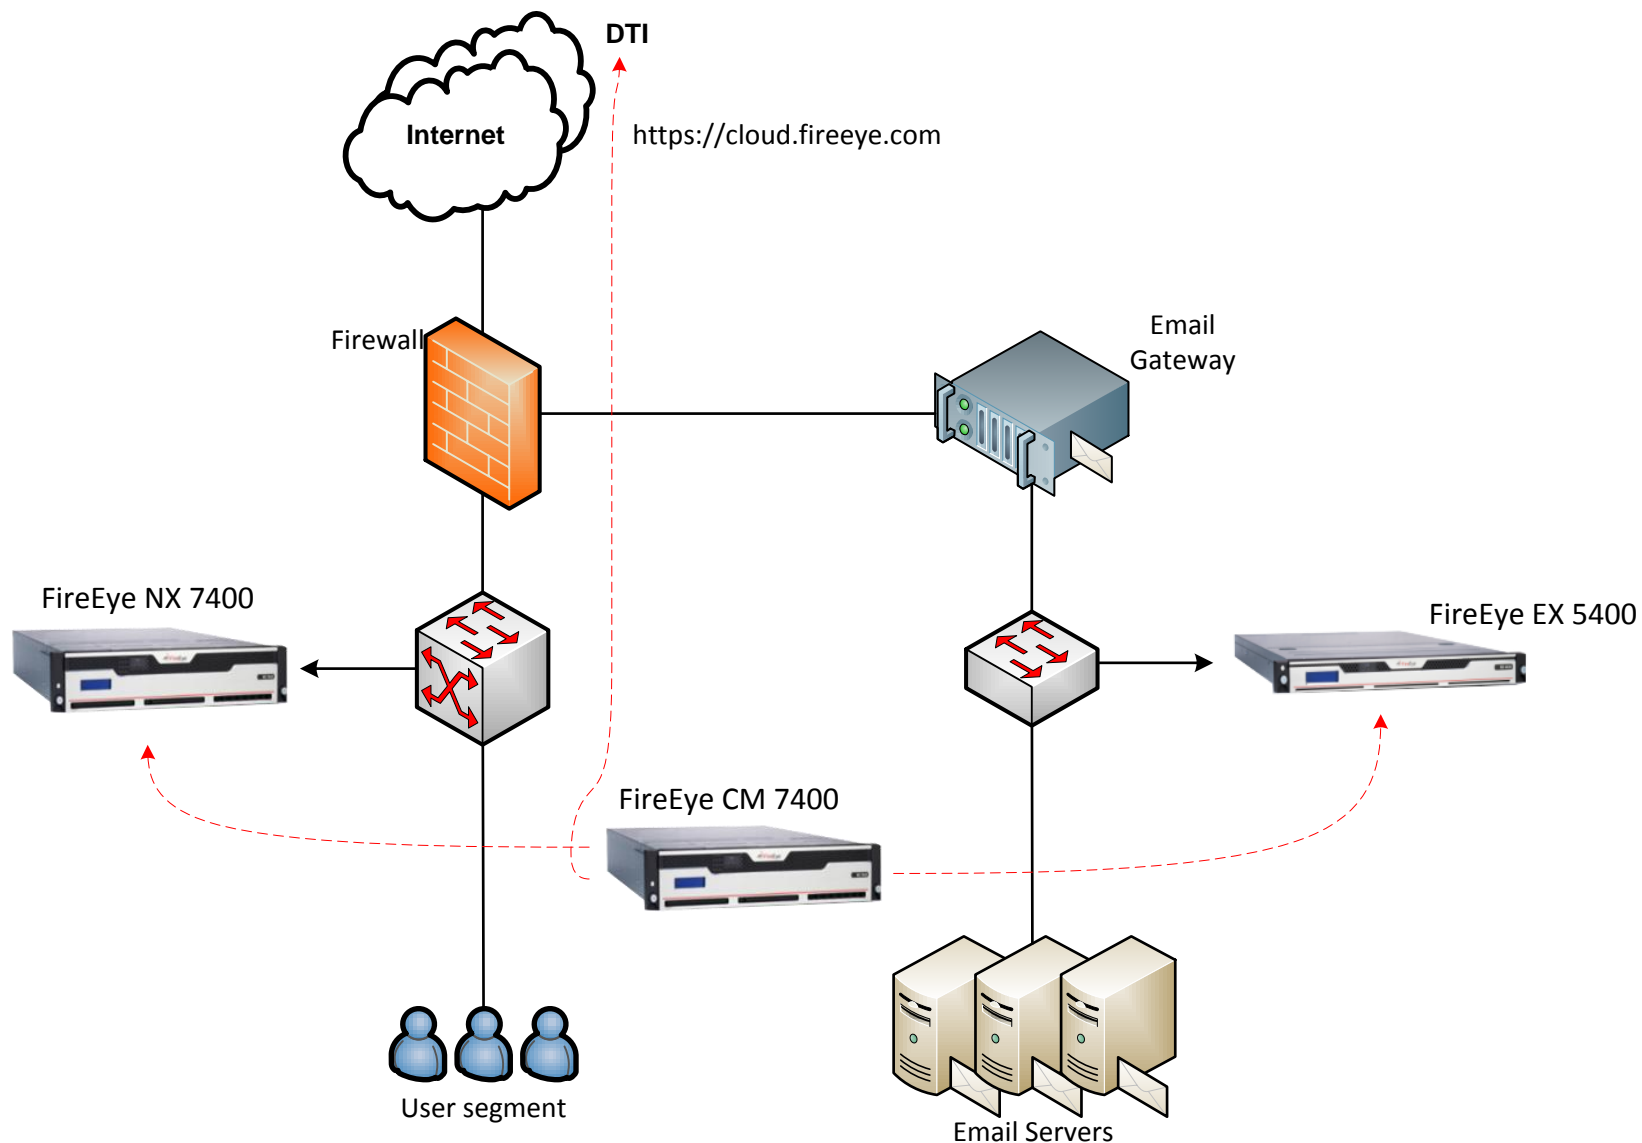 DTI
Internet
https://cloud.fireeye.com
Firewall
Email
Gateway
FireEye NX 7400
FireEye EX 5400
FireEye CM 7400
User segment
Email Servers